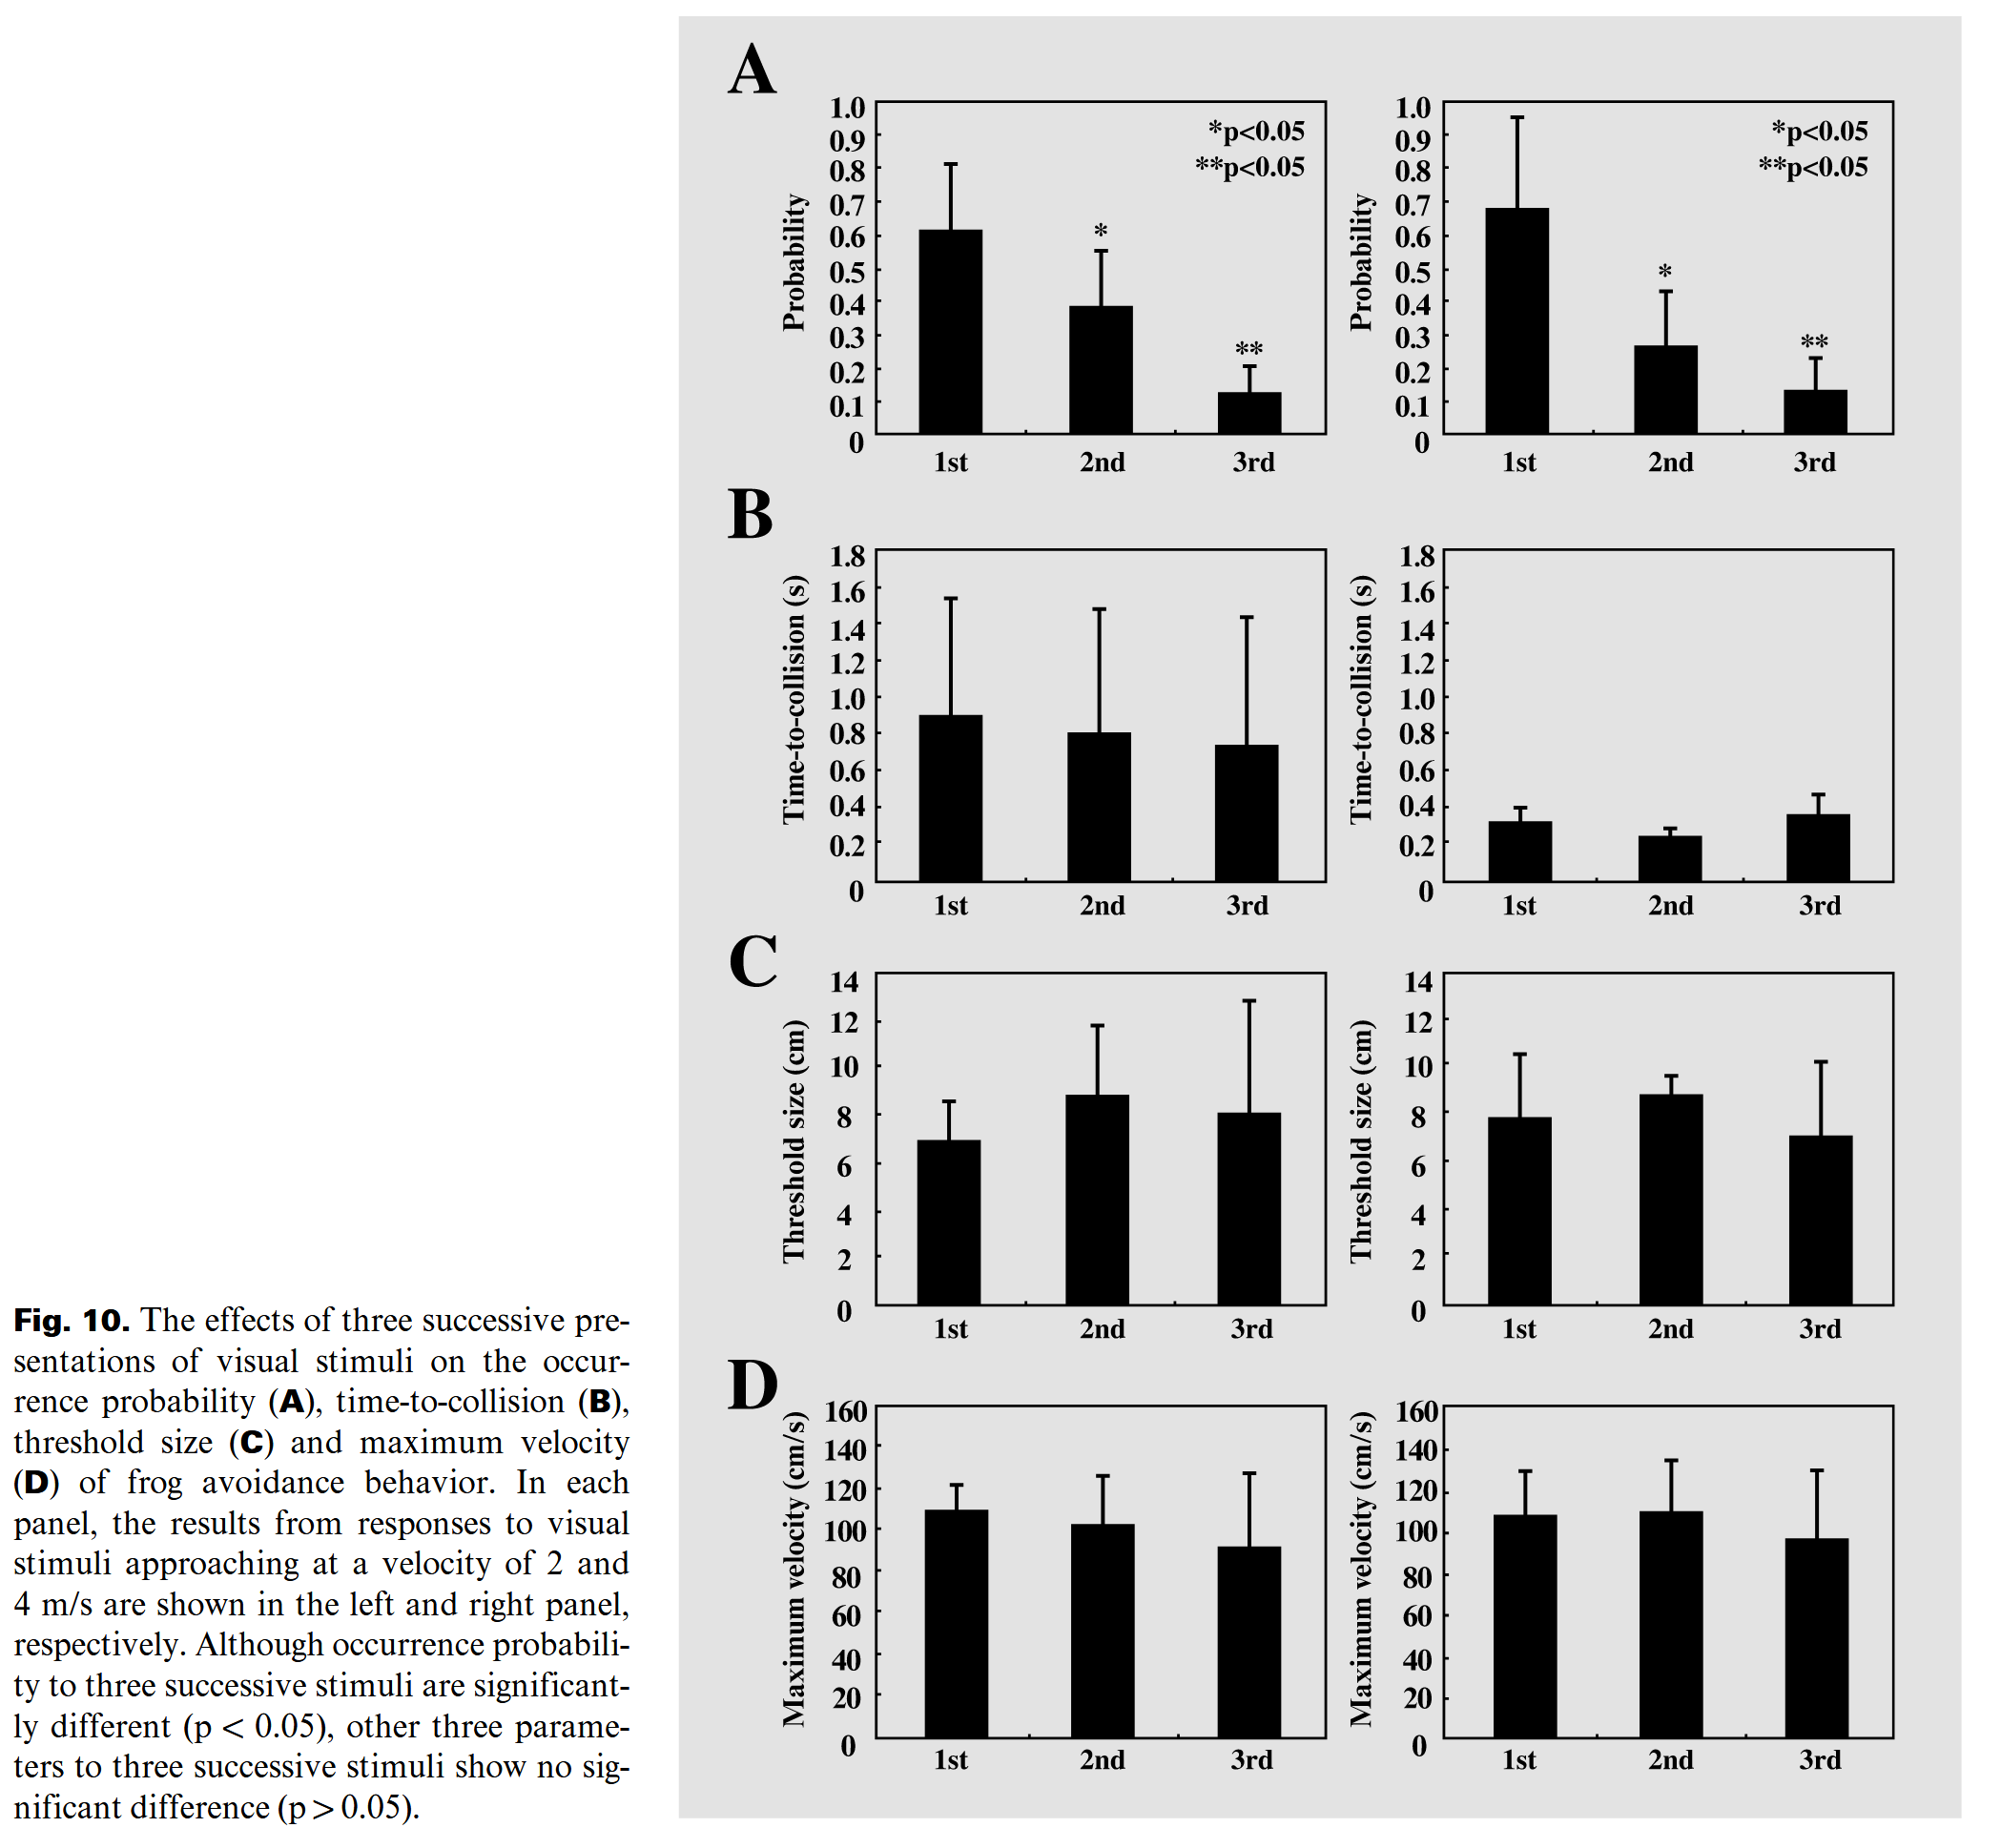 A
1.0
0.9
0.8
0.7
0.6
0.5
0.4
0.3
0.2
0.1
0
Probability
*p<0.05
**p<0.05
*
**
1st 2nd 3rd
1.0
0.9
0.8
0.7
0.6
0.5
0.4
0.3
0.2
0.1
0
Probability
*p<0.05
**p<0.05
*
**
1st 2nd 3rd
B
1.8
1.6
1.4
1.2
1.0
0.8
0.6
0.4
0.2
0
Time-to-collision (s)
1st 2nd 3rd
1.8
1.6
1.4
1.2
1.0
0.8
0.6
0.4
0.2
0
Time-to-collision (s)
1st 2nd 3rd
C
14
12
10
8
6
4
2
0
Threshold size (cm)
1st 2nd 3rd
14
12
10
8
6
4
2
0
Threshold size (cm)
1st 2nd 3rd
D
160
140
120
100
80
60
40
20
0
Maximum velocity (cm/s)
1st 2nd 3rd
160
140
120
100
80
60
40
20
0
Maximum velocity (cm/s)
1st 2nd 3rd
Fig. 10. The effects of three successive pre-
sentations of visual stimuli on the occur-
rence probability (A), time-to-collision (B),
threshold size (C) and maximum velocity
(D) of frog avoidance behavior. In each
panel, the results from responses to visual
stimuli approaching at a velocity of 2 and
4 m/s are shown in the left and right panel,
respectively. Although occurrence probabili-
ty to three successive stimuli are significant-
ly different (p < 0.05), other three parame-
ters to three successive stimuli show no sig-
nificant difference (p > 0.05).